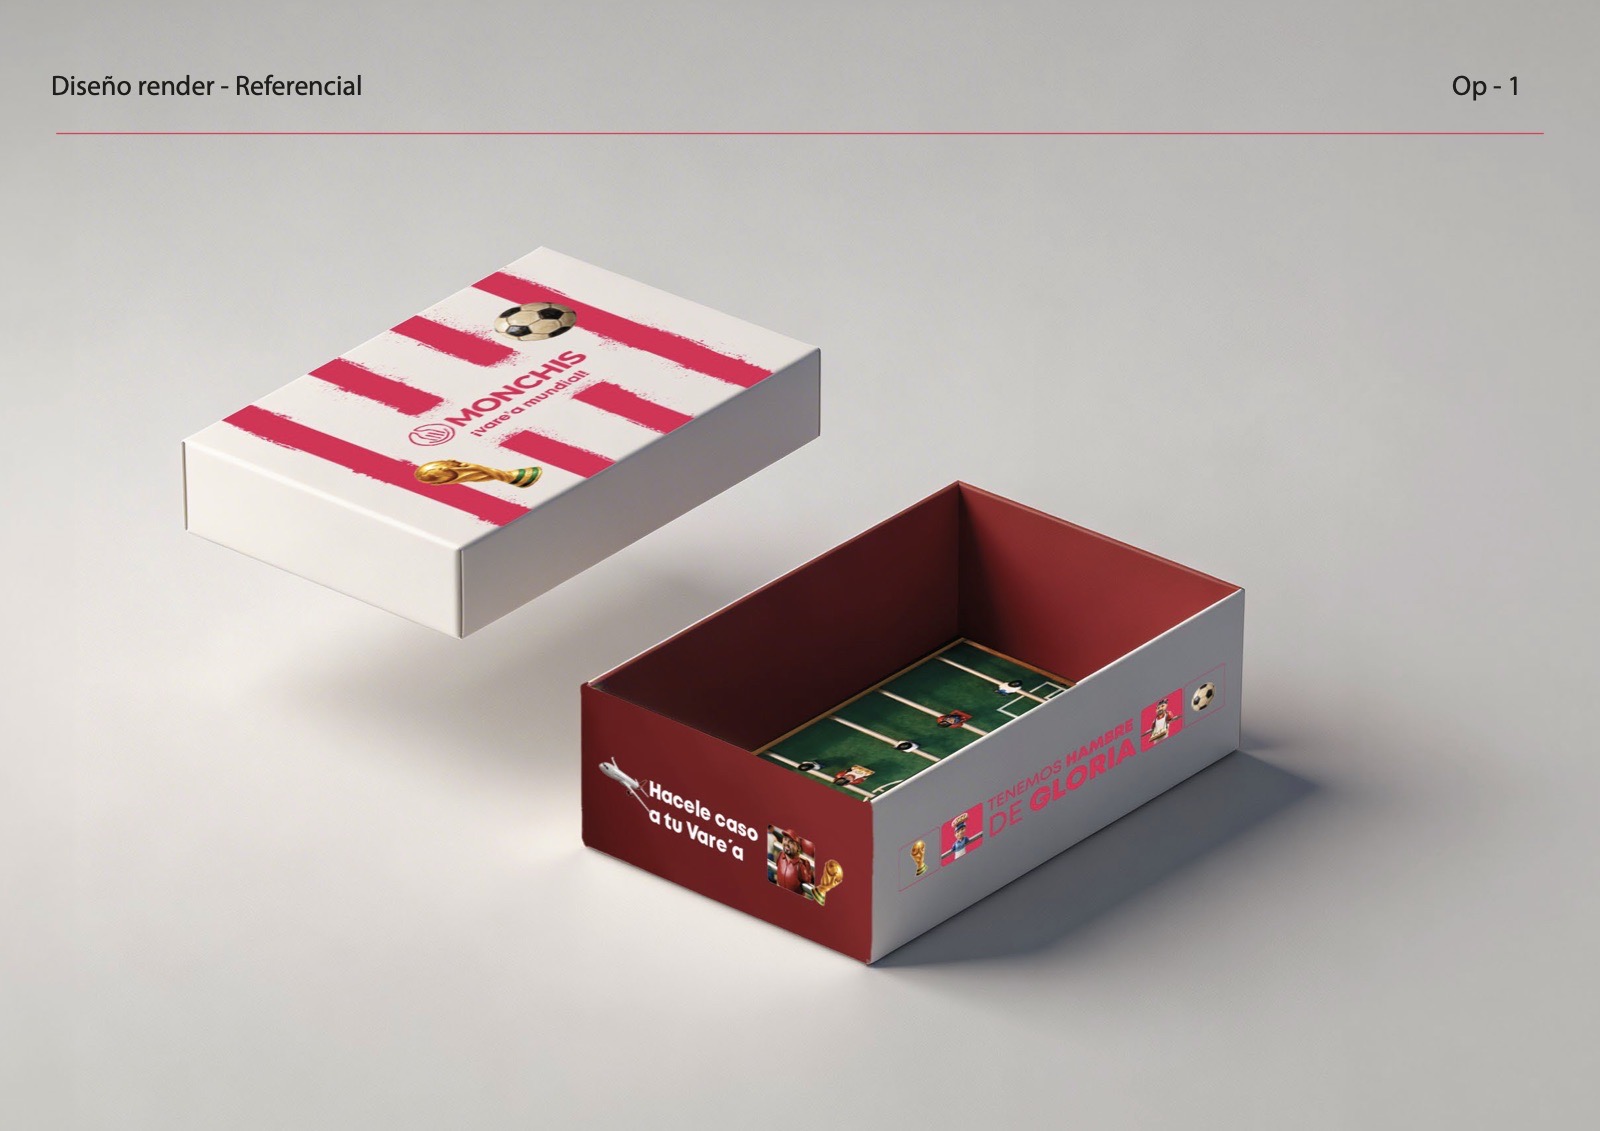 Diseño render - Referencial
Op - 1
MONCHIS
¡vare'a mundial!
Hacele caso
a tu Vare´a
TENEMOS HAMBRE
DE GLORIA